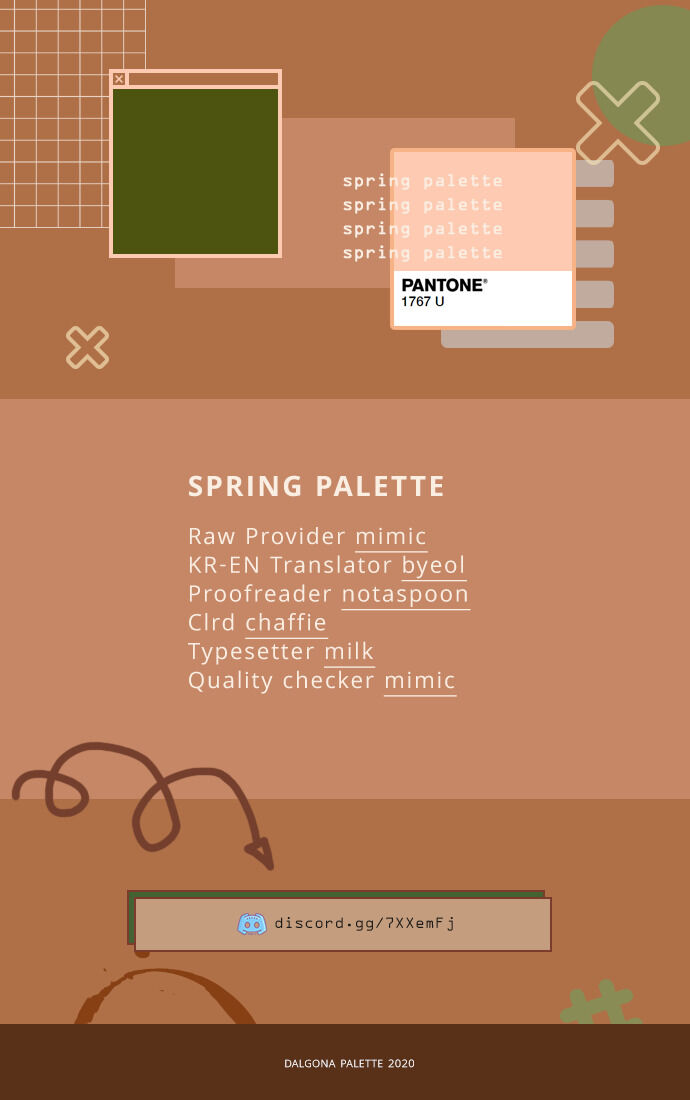 spring palette
spring palette
spring palette
spring palette
PANTONE®
1767 U
SPRING PALETTE
Raw Provider mimic
KR-EN Translator byeol
Proofreader notaspoon
Clrd chaffie
Typesetter milk
Quality checker mimic
discord.gg/7XXemFj
DALGONA PALETTE 2020